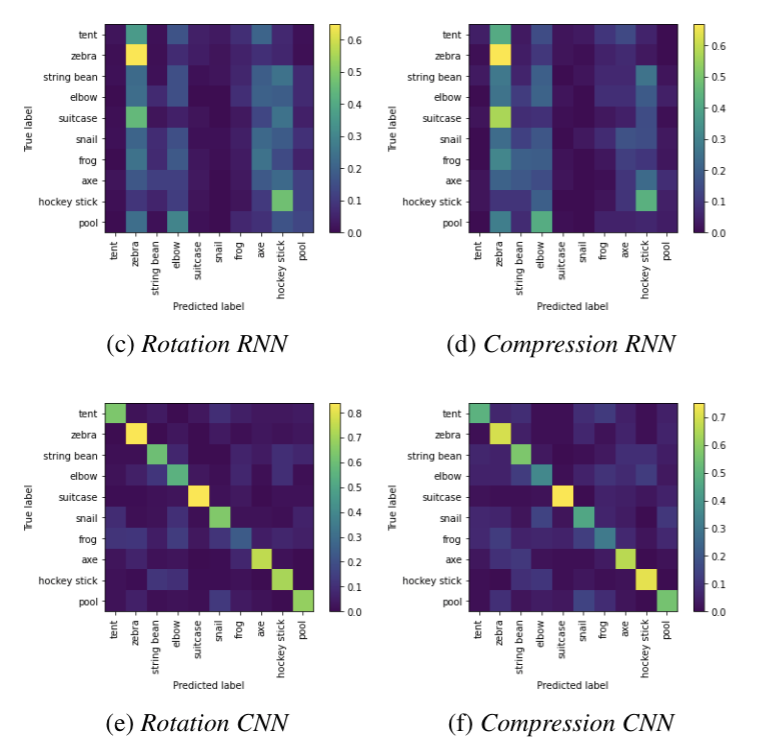 tent
zebra
string bean
elbow
suitcase
snail
frog
axe
hockey stick
pool
True label
tent
zebra
string bean
elbow
suitcase
snail
frog
axe
hockey stick
pool
Predicted label
0.6
0.5
0.4
0.3
0.2
0.1
0.0
(c) Rotation RNN
tent
zebra
string bean
elbow
suitcase
snail
frog
axe
hockey stick
pool
True label
tent
zebra
string bean
elbow
suitcase
snail
frog
axe
hockey stick
pool
Predicted label
0.6
0.5
0.4
0.3
0.2
0.1
0.0
(d) Compression RNN
tent
zebra
string bean
elbow
suitcase
snail
frog
axe
hockey stick
pool
True label
tent
zebra
string bean
elbow
suitcase
snail
frog
axe
hockey stick
pool
Predicted label
0.8
0.7
0.6
0.5
0.4
0.3
0.2
0.1
0.0
(e) Rotation CNN
tent
zebra
string bean
elbow
suitcase
snail
frog
axe
hockey stick
pool
True label
tent
zebra
string bean
elbow
suitcase
snail
frog
axe
hockey stick
pool
Predicted label
0.7
0.6
0.5
0.4
0.3
0.2
0.1
0.0
(f) Compression CNN